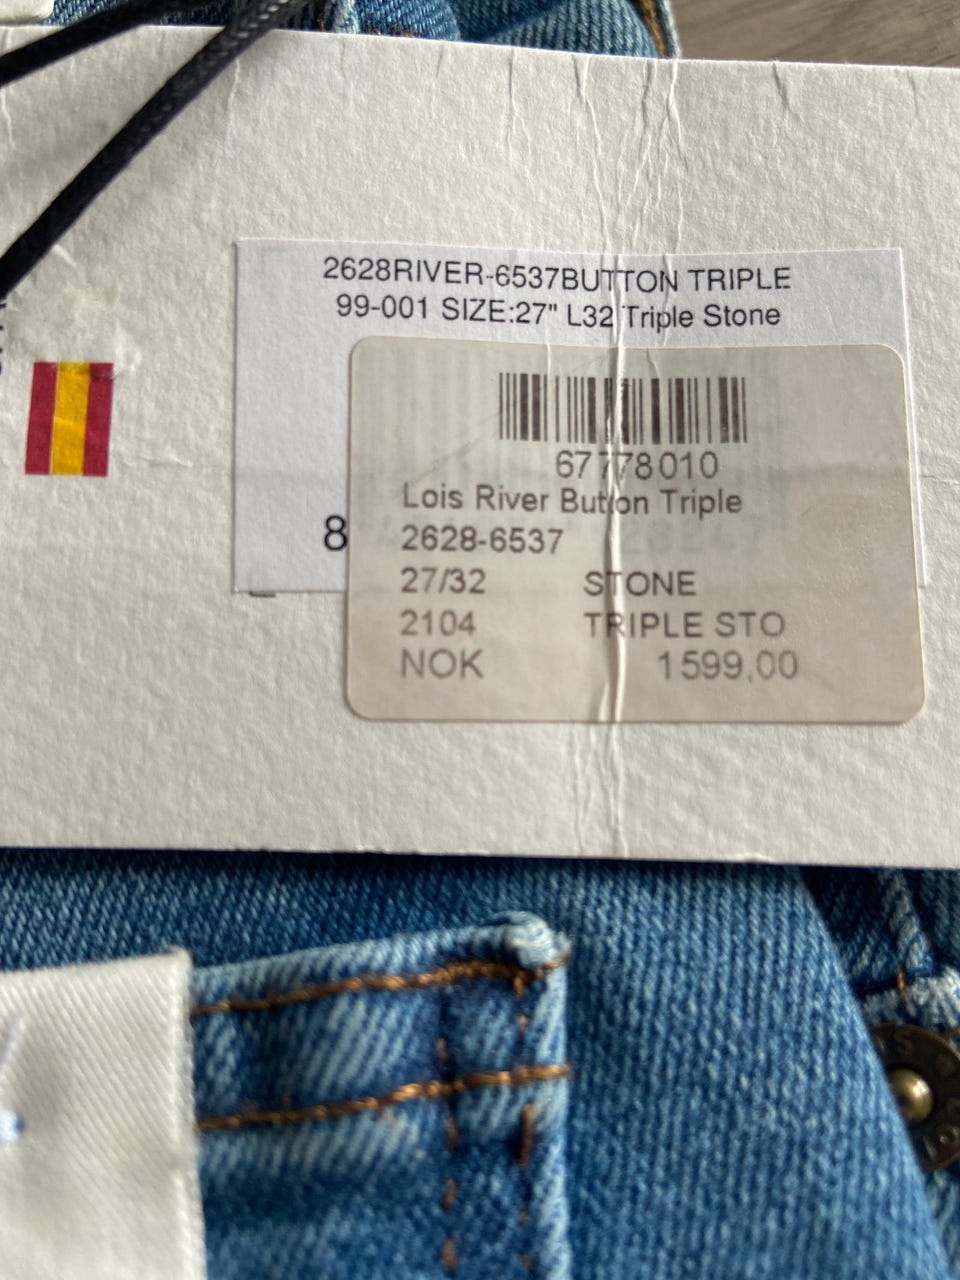 2628RIVER-6537BUTTON TRIPLE
99-001 SIZE:27" L32 Triple Stone
67778010
Lois River Button Triple
8
2628-6537
27/32 STONE
2104 TRIPLE STO
NOK 1599,00